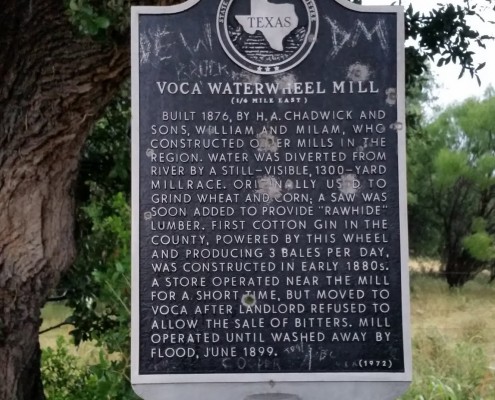 TEXAS
VOCA WATERWHEEL MILL
(1/6 MILE EAST)
BUILT 1876, BY H. A. CHADWICK AND
SONS, WILLIAM AND MILAM, WHO
CONSTRUCTED OTHER MILLS IN THE
REGION. WATER WAS DIVERTED FROM
RIVER BY A STILL-VISIBLE, 1300-YARD
MILLRACE. ORIGINALLY USED TO
GRIND WHEAT AND CORN; A SAW WAS
SOON ADDED TO PROVIDE "RAWHIDE"
LUMBER. FIRST COTTON GIN IN THE
COUNTY, POWERED BY THIS WHEEL
AND PRODUCING 3 BALES PER DAY,
WAS CONSTRUCTED IN EARLY 1880s.
A STORE OPERATED NEAR THE MILL
FOR A SHORT TIME, BUT MOVED TO
VOCA AFTER LANDLORD REFUSED TO
ALLOW THE SALE OF BITTERS. MILL
OPERATED UNTIL WASHED AWAY BY
FLOOD, JUNE 1899.
(1972)